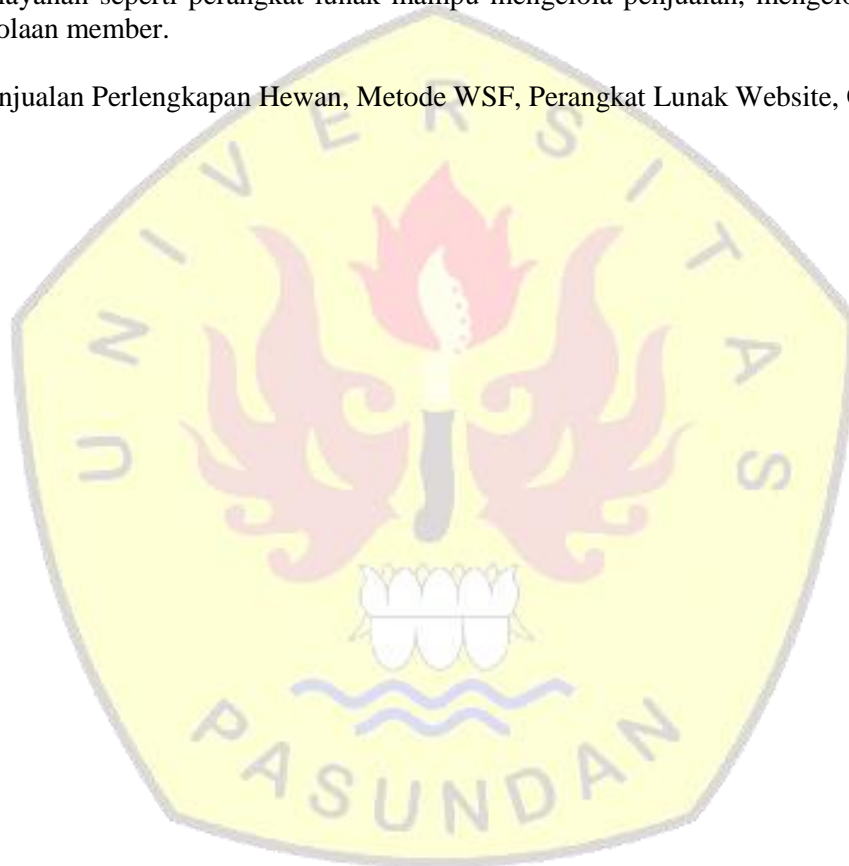 layanan seperti perangkat lunak mampu mengelola penjualan, mengelo
olaan member.
njualan Perlengkapan Hewan, Metode WSF, Perangkat Lunak Website,
UNIVERSITAS
PASUNDAN